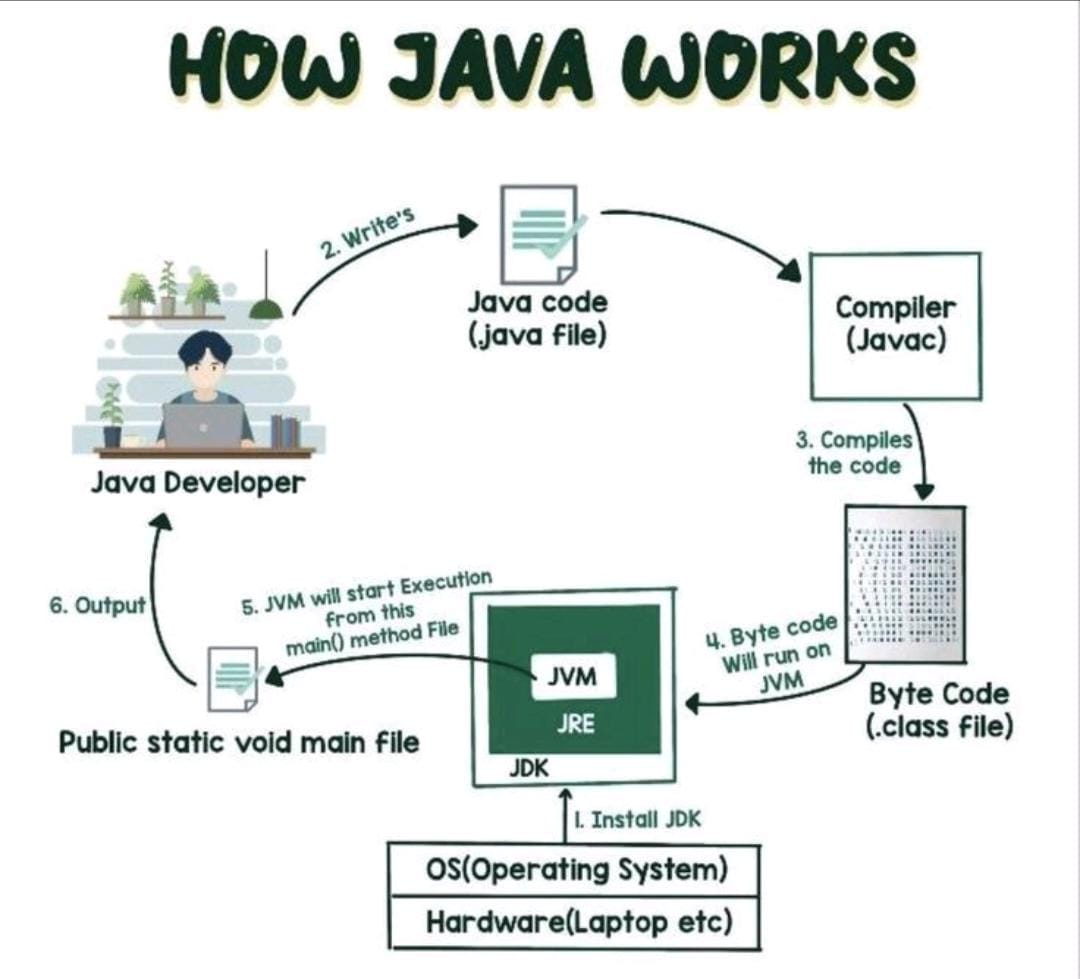 HOW JAVA WORKS
2. Write's
Java code
(.java file)
Compiler
(Javac)
Java Developer
3. Compiles
the code
Byte Code
(.class file)
4. Byte code
Will run on
JVM
JVM
JRE
JDK
5. JVM will start Execution
from this
main() method File
Public static void main file
6. Output
1. Install JDK
OS(Operating System)
Hardware(Laptop etc)